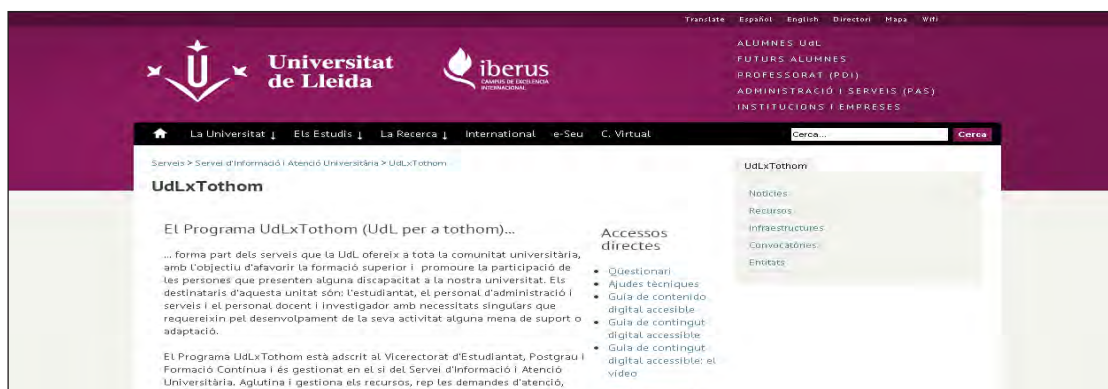 Translate Español English Directori Mapa Wifi
ALUMNES UdL
FUTURS ALUMNES
PROFESSORAT (PDI)
ADMINISTRACIÓ I SERVEIS (PAS)
INSTITUCIONS I EMPRESES
Universitat
de Lleida
iberus
CAMPUS DE EXCELENCIA
INTERNACIONAL
La Universitat ↓ Els Estudis ↓ La Recerca ↓ International e-Seu C. Virtual
Cerca... Cerca
Serveis > Servei d'Informació i Atenció Universitària > UdLxTothom
UdLxTothom
El Programa UdLxTothom (UdL per a tothom)...
... forma part dels serveis que la UdL ofereix a tota la comunitat universitària,
amb l'objectiu d'afavorir la formació superior i promoure la participació de
les persones que presenten alguna discapacitat a la nostra universitat. Els
destinataris d'aquesta unitat són: l'estudiantat, el personal d'administració i
serveis i el personal docent i investigador amb necessitats singulars que
requereixin pel desenvolpament de la seva activitat alguna mena de suport o
adaptació.
El Programa UdLxTothom està adscrit al Vicerectorat d'Estudiantat, Postgrau i
Formació Contínua i és gestionat en el si del Servei d'Informació i Atenció
Universitària. Aglutina i gestiona els recursos, rep les demandes d'atenció,
Accessos
directes
Qüestionari
Ajudes tècniques
Guía de contenido
digital accesible
Guia de contingut
digital accessible
Guia de contingut
digital accessible: el
vídeo
UdLxTothom
Notícies
Recursos
Infraestructures
Convocatòries
Entitats